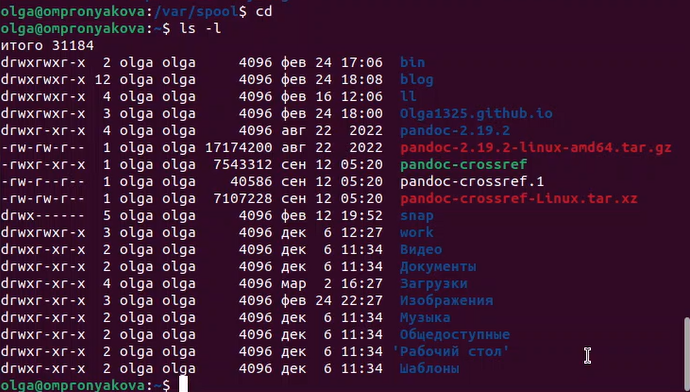 olga@ompronyakova:/var/spool$ cd
olga@ompronyakova:~$ ls -l
итого 31184
drwxrwxr-x 2 olga olga 4096 фев 24 17:06 bin
drwxrwxr-x 12 olga olga 4096 фев 24 18:08 blog
drwxrwxr-x 4 olga olga 4096 фев 16 12:06 ll
drwxrwxr-x 3 olga olga 4096 фев 24 18:00 Olga1325.github.io
drwxr-xr-x 4 olga olga 4096 авг 22 2022 pandoc-2.19.2
-rw-rw-r-- 1 olga olga 17174200 авг 22 2022 pandoc-2.19.2-linux-amd64.tar.gz
-rwxr-xr-x 1 olga olga 7543312 сен 12 05:20 pandoc-crossref
-rw-r--r-- 1 olga olga 40586 сен 12 05:20 pandoc-crossref.1
-rw-rw-r-- 1 olga olga 7107228 сен 12 05:20 pandoc-crossref-Linux.tar.xz
drwx------ 5 olga olga 4096 фев 12 19:52 snap
drwxrwxr-x 3 olga olga 4096 дек 6 12:27 work
drwxr-xr-x 2 olga olga 4096 дек 6 11:34 Видео
drwxr-xr-x 2 olga olga 4096 дек 6 11:34 Документы
drwxr-xr-x 4 olga olga 4096 мар 2 16:27 Загрузки
drwxr-xr-x 3 olga olga 4096 фев 24 22:27 Изображения
drwxr-xr-x 2 olga olga 4096 дек 6 11:34 Музыка
drwxr-xr-x 2 olga olga 4096 дек 6 11:34 Общедоступные
drwxr-xr-x 2 olga olga 4096 дек 6 11:34 'Рабочий стол'
drwxr-xr-x 2 olga olga 4096 дек 6 11:34 Шаблоны
olga@ompronyakova:~$